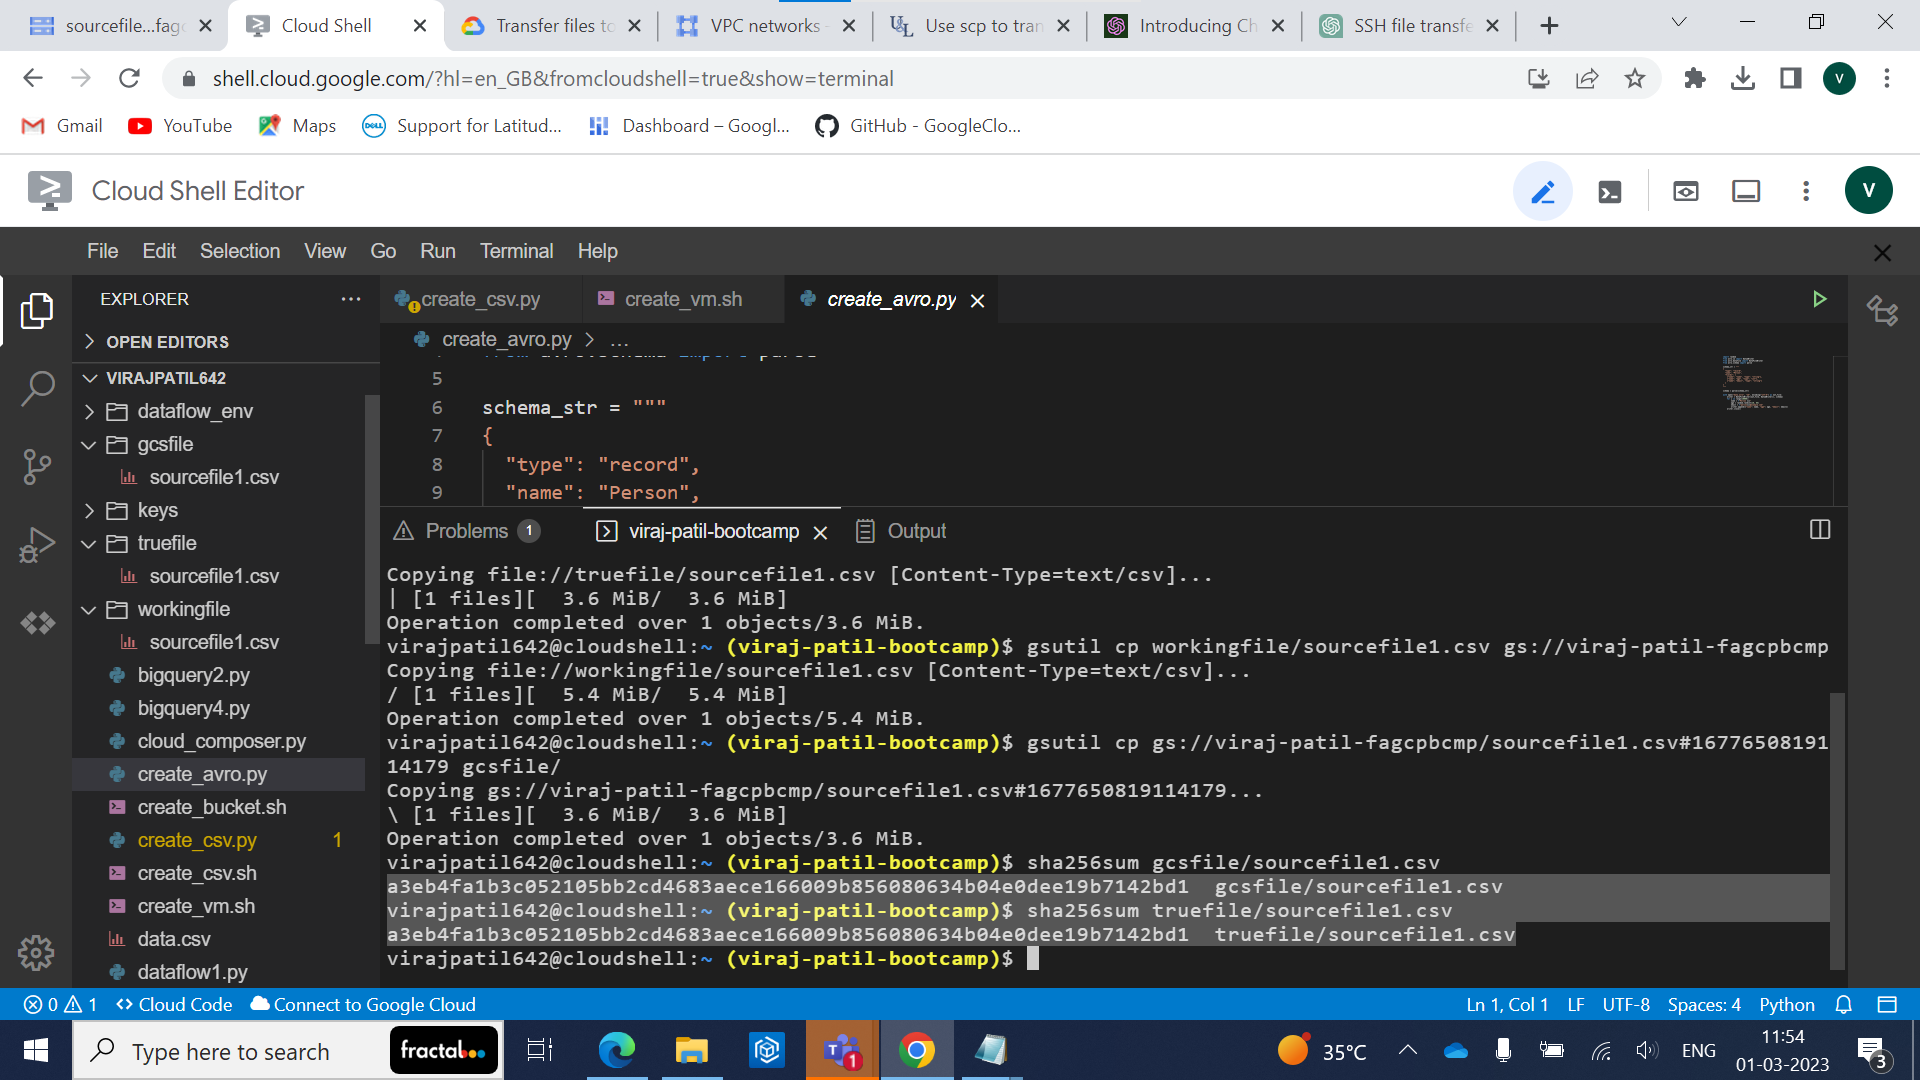 sourcefile...fagc
Cloud Shell
Transfer files to
VPC networks -
Use scp to tran
Introducing Ch
SSH file transfe
shell.cloud.google.com/?hl=en_GB&fromcloudshell=true&show=terminal
V
Gmail
YouTube
Maps
Support for Latitud...
Dashboard – Googl...
GitHub - GoogleClo...
Cloud Shell Editor
V
File Edit Selection View Go Run Terminal Help
EXPLORER
OPEN EDITORS
VIRAJPATIL642
dataflow_env
gcsfile
sourcefile1.csv
keys
truefile
sourcefile1.csv
workingfile
sourcefile1.csv
bigquery2.py
bigquery4.py
cloud_composer.py
create_avro.py
create_bucket.sh
create_csv.py 1
create_csv.sh
create_vm.sh
data.csv
dataflow1.py
create_csv.py
create_vm.sh
create_avro.py
create_avro.py > ...
5
6 schema_str = """
7 {
8 "type": "record",
9 "name": "Person",
Problems 1
viraj-patil-bootcamp
Output
Copying file://truefile/sourcefile1.csv [Content-Type=text/csv]...
| [1 files][  3.6 MiB/  3.6 MiB]
Operation completed over 1 objects/3.6 MiB.
virajpatil642@cloudshell:~ (viraj-patil-bootcamp)$ gsutil cp workingfile/sourcefile1.csv gs://viraj-patil-fagcpbcmp
Copying file://workingfile/sourcefile1.csv [Content-Type=text/csv]...
/ [1 files][  5.4 MiB/  5.4 MiB]
Operation completed over 1 objects/5.4 MiB.
virajpatil642@cloudshell:~ (viraj-patil-bootcamp)$ gsutil cp gs://viraj-patil-fagcpbcmp/sourcefile1.csv#16776508191
14179 gcsfile/
Copying gs://viraj-patil-fagcpbcmp/sourcefile1.csv#1677650819114179...
\ [1 files][  3.6 MiB/  3.6 MiB]
Operation completed over 1 objects/3.6 MiB.
virajpatil642@cloudshell:~ (viraj-patil-bootcamp)$ sha256sum gcsfile/sourcefile1.csv
a3eb4fa1b3c052105bb2cd4683aece166009b856080634b04e0dee19b7142bd1  gcsfile/sourcefile1.csv
virajpatil642@cloudshell:~ (viraj-patil-bootcamp)$ sha256sum truefile/sourcefile1.csv
a3eb4fa1b3c052105bb2cd4683aece166009b856080634b04e0dee19b7142bd1  truefile/sourcefile1.csv
virajpatil642@cloudshell:~ (viraj-patil-bootcamp)$
0 1 Cloud Code Connect to Google Cloud
Ln 1, Col 1 LF UTF-8 Spaces: 4 Python
Type here to search
fractal
1
35°C
ENG
11:54
01-03-2023
3